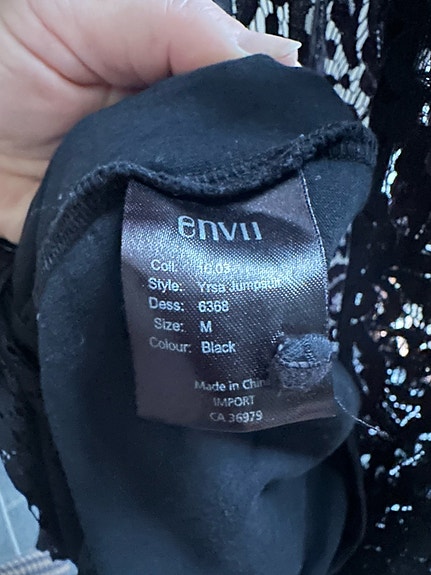 envii
Coll: 16.03
Style: Yrsa Jumpsuit
Dess: 6368
Size: M
Colour: Black
Made in China
IMPORT
CA 36979